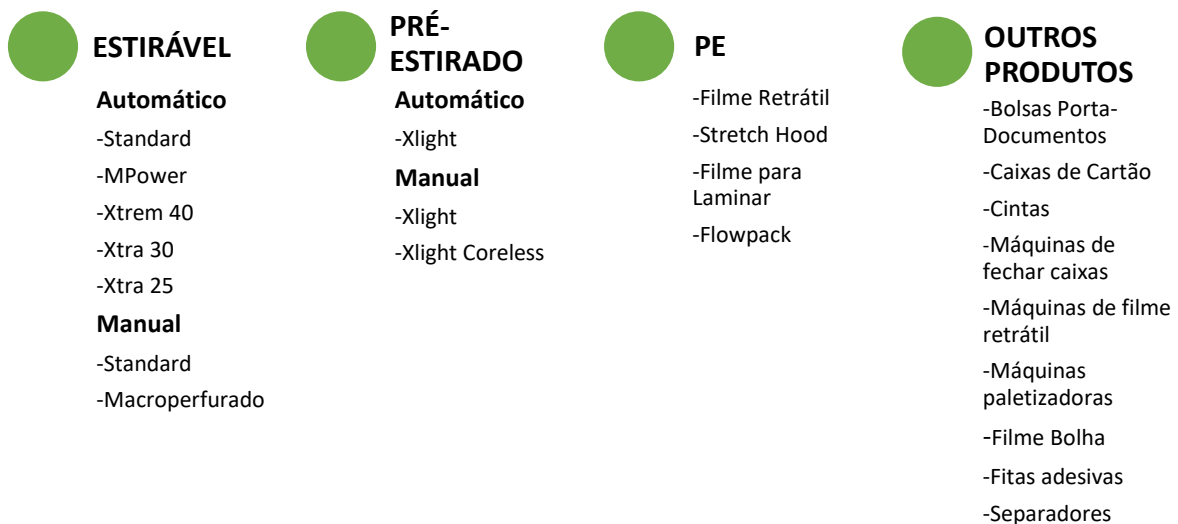 ESTIRÁVEL
Automático
-Standard
-MPower
-Xtrem 40
-Xtra 30
-Xtra 25
Manual
-Standard
-Macroperfurado
PRÉ-
ESTIRADO
Automático
-Xlight
Manual
-Xlight
-Xlight Coreless
PE
-Filme Retrátil
-Stretch Hood
-Filme para
Laminar
-Flowpack
OUTROS
PRODUTOS
-Bolsas Porta-
Documentos
-Caixas de Cartão
-Cintas
-Máquinas de
fechar caixas
-Máquinas de filme
retrátil
-Máquinas
paletizadoras
-Filme Bolha
-Fitas adesivas
-Separadores